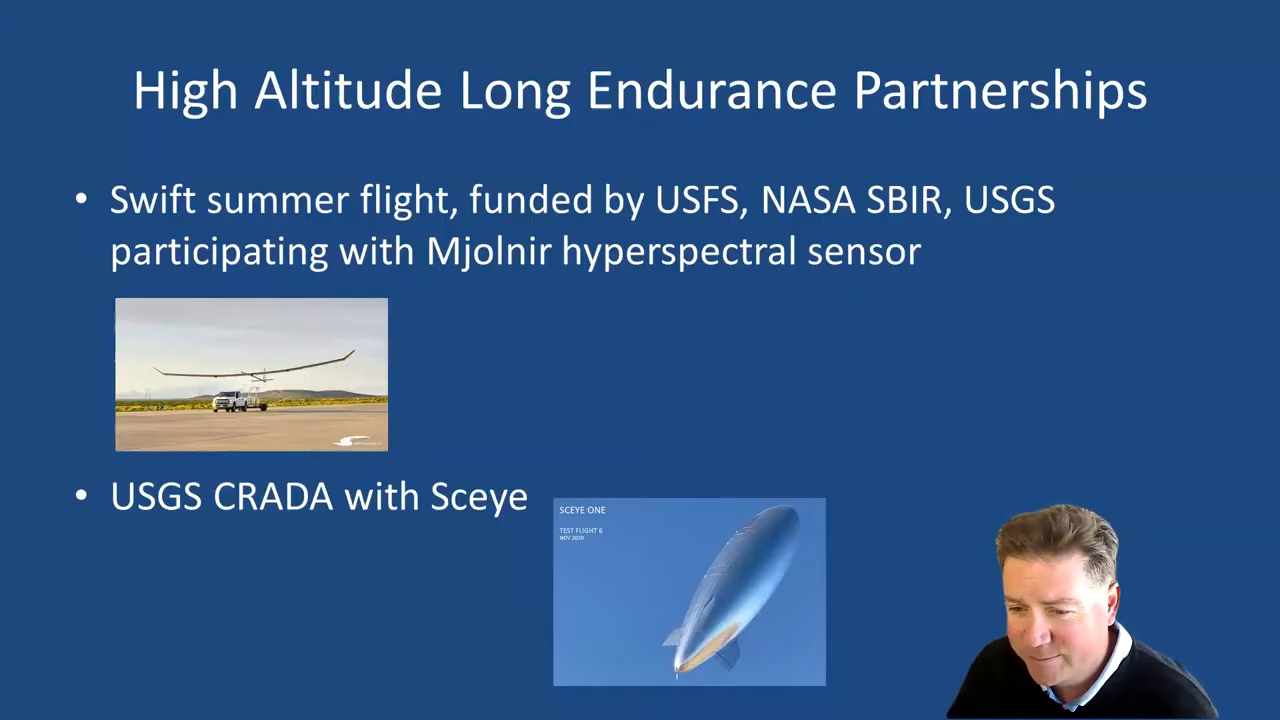 High Altitude Long Endurance Partnerships
• Swift summer flight, funded by USFS, NASA SBIR, USGS
participating with Mjolnir hyperspectral sensor
• USGS CRADA with Sceye
SCEYE ONE
TEST FLIGHT 6
NOV 2020